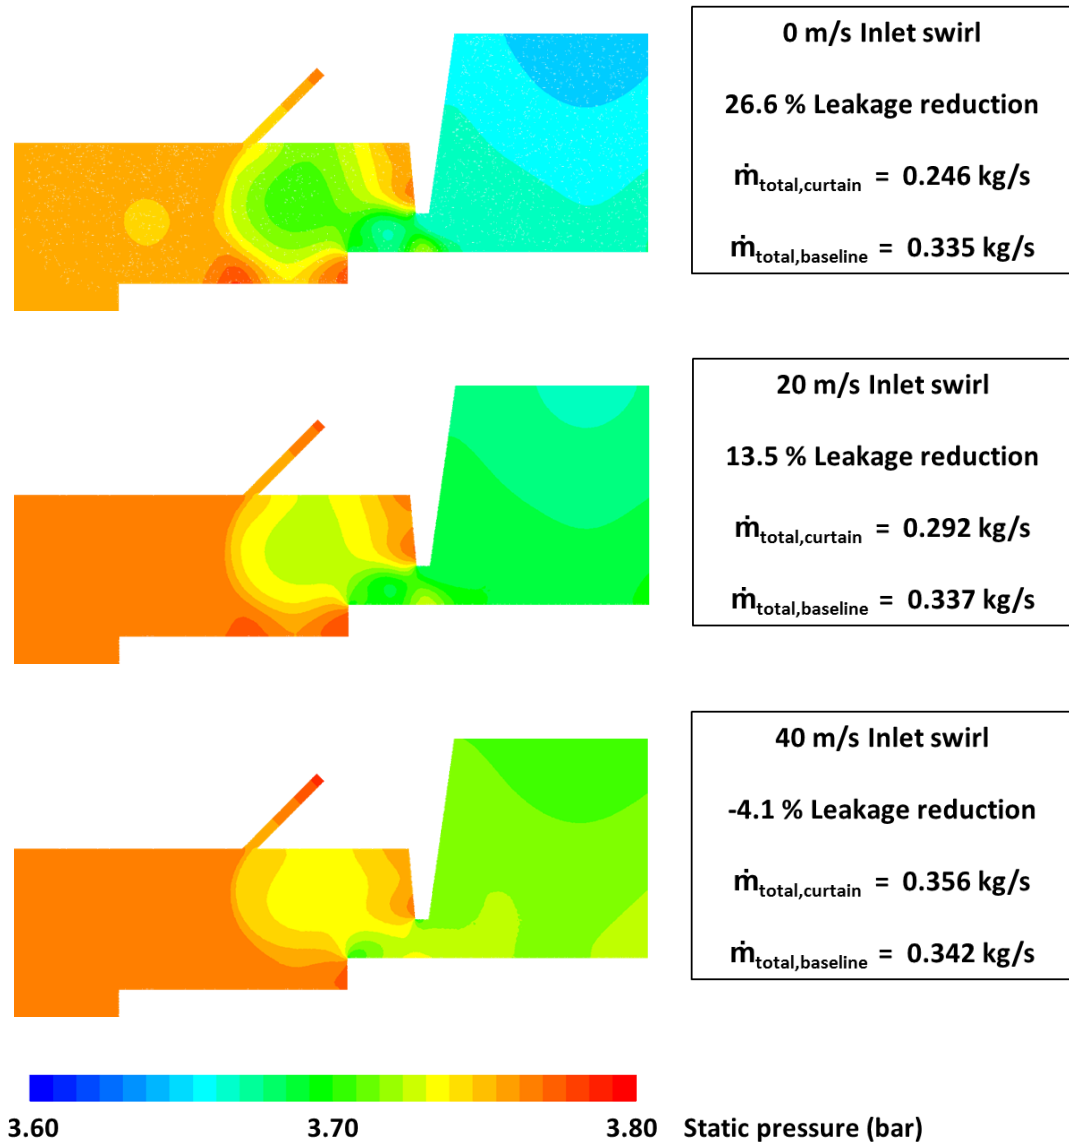 0 m/s Inlet swirl
26.6 % Leakage reduction
ṁtotal,curtain = 0.246 kg/s
ṁtotal,baseline = 0.335 kg/s
20 m/s Inlet swirl
13.5 % Leakage reduction
ṁtotal,curtain = 0.292 kg/s
ṁtotal,baseline = 0.337 kg/s
40 m/s Inlet swirl
-4.1 % Leakage reduction
ṁtotal,curtain = 0.356 kg/s
ṁtotal,baseline = 0.342 kg/s
3.60 3.70 3.80 Static pressure (bar)